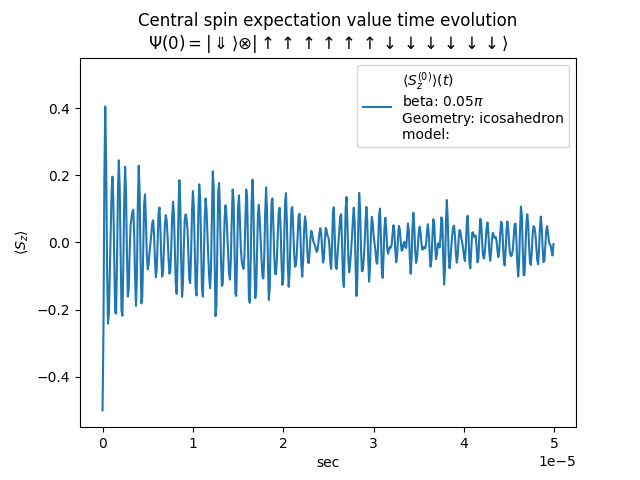 Central spin expectation value time evolution
Ψ(0) = | ⇓ ⟩⊗| ↑ ↑ ↑ ↑ ↑ ↑ ↓ ↓ ↓ ↓ ↓ ↓⟩
⟨S_z^(0)⟩(t)
beta: 0.05π
Geometry: icosahedron
model:
0.4
0.2
0.0
−0.2
−0.4
⟨S_z⟩
0 1 2 3 4 5
1e−5
sec